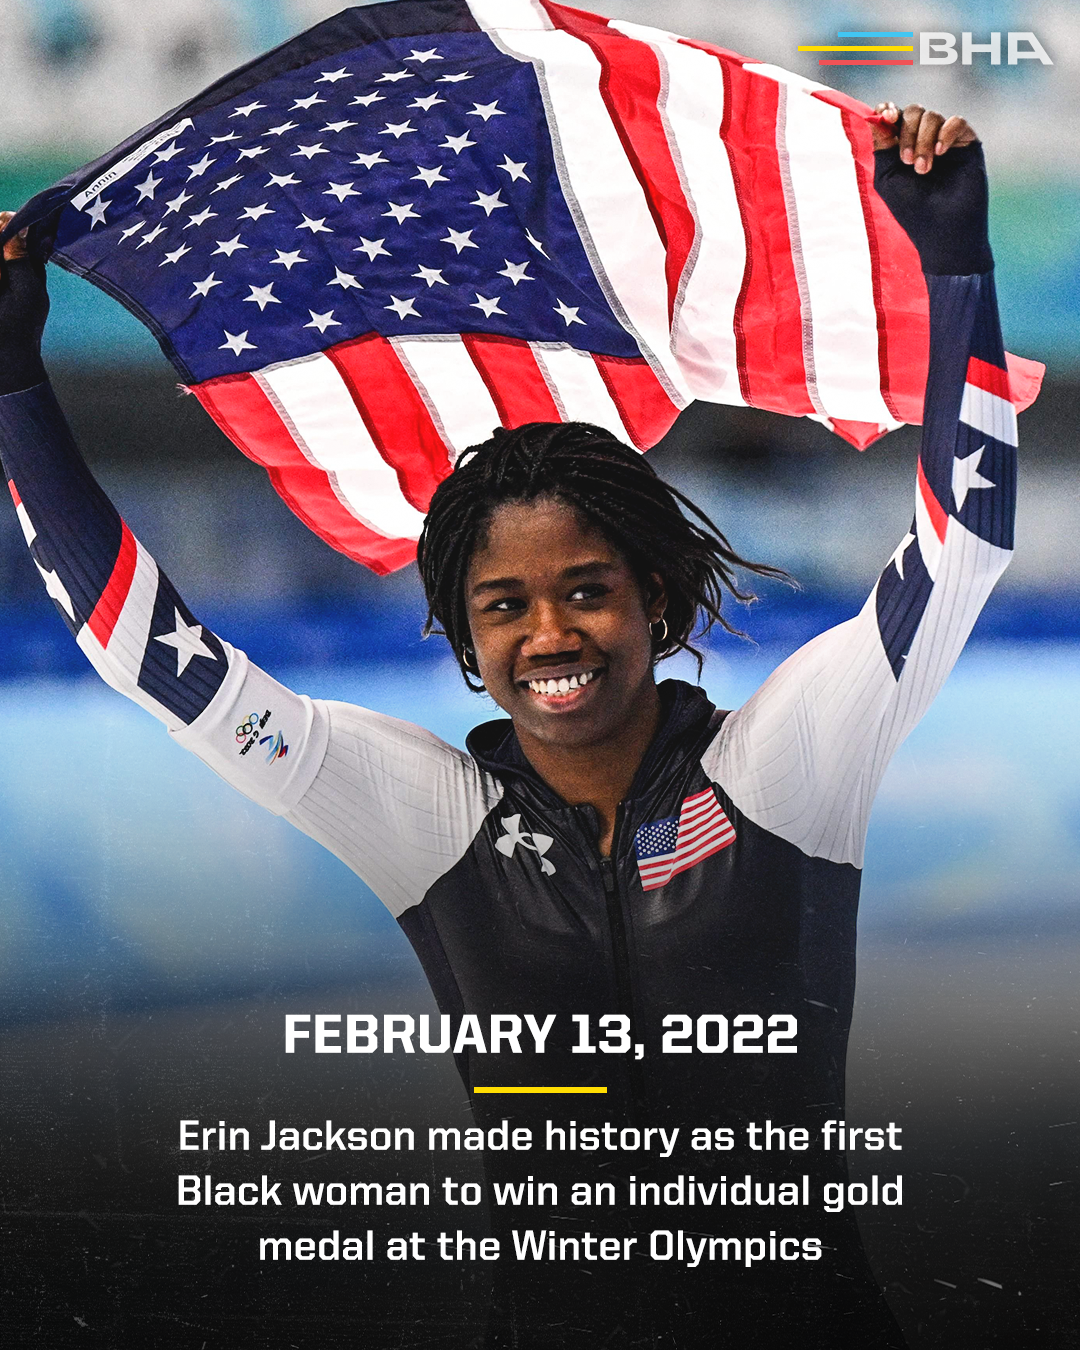 BHA
Annin
FEBRUARY 13, 2022
Erin Jackson made history as the first
Black woman to win an individual gold
medal at the Winter Olympics